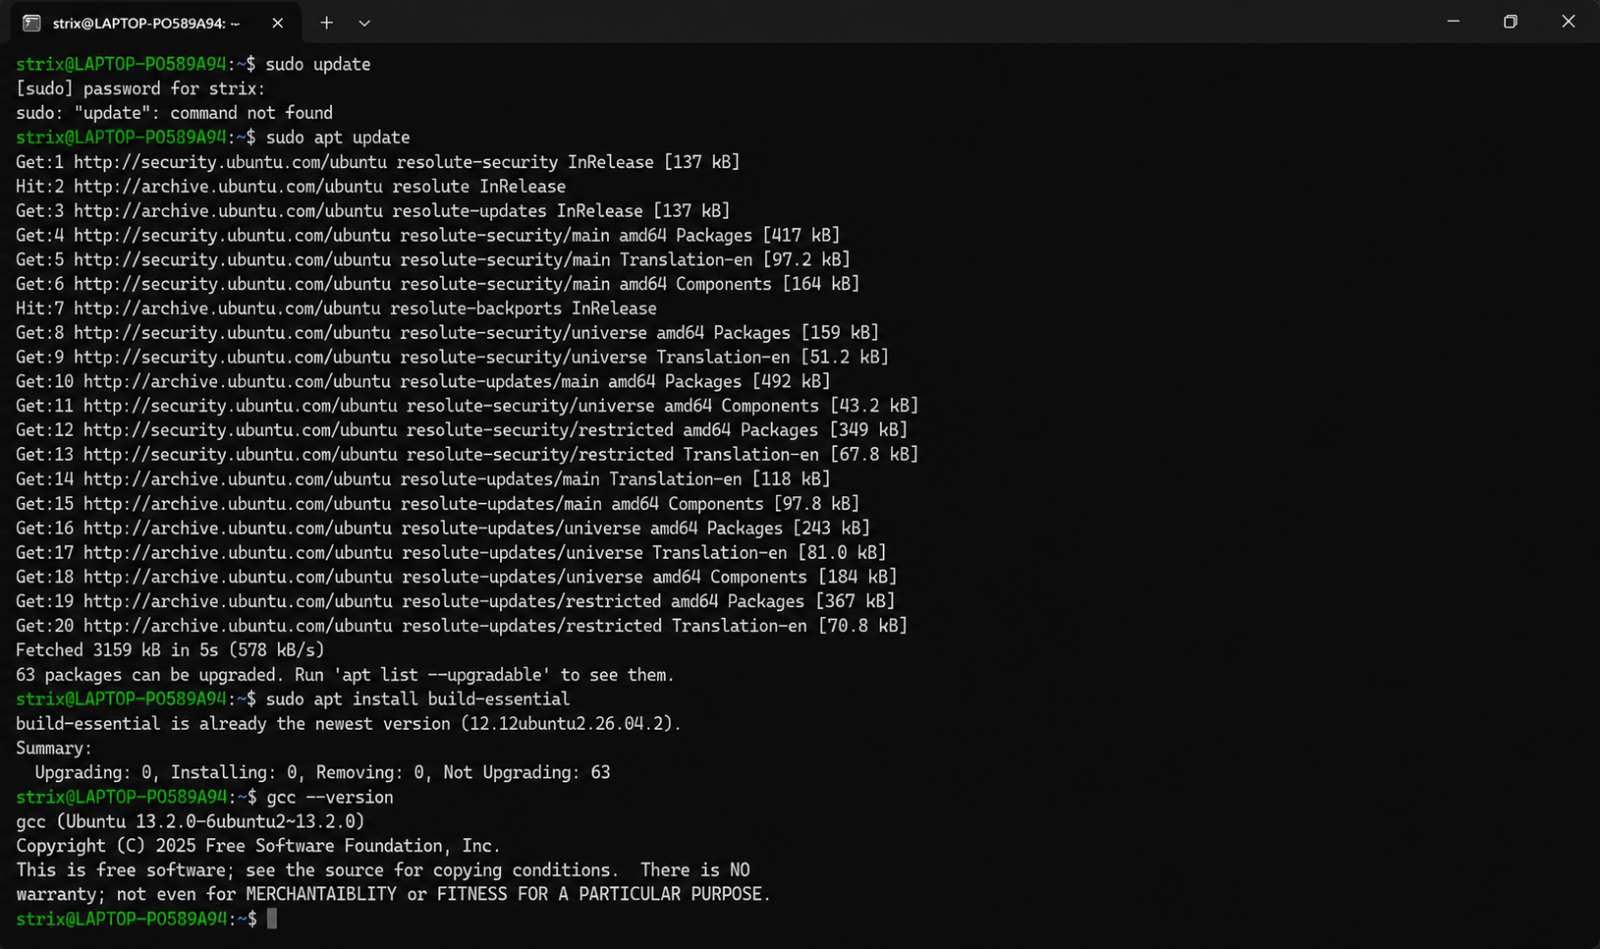 strix@LAPTOP-PO589A94: ~
strix@LAPTOP-PO589A94:~$ sudo update
[sudo] password for strix:
sudo: "update": command not found
strix@LAPTOP-PO589A94:~$ sudo apt update
Get:1 http://security.ubuntu.com/ubuntu resolute-security InRelease [137 kB]
Hit:2 http://archive.ubuntu.com/ubuntu resolute InRelease
Get:3 http://archive.ubuntu.com/ubuntu resolute-updates InRelease [137 kB]
Get:4 http://security.ubuntu.com/ubuntu resolute-security/main amd64 Packages [417 kB]
Get:5 http://security.ubuntu.com/ubuntu resolute-security/main Translation-en [97.2 kB]
Get:6 http://security.ubuntu.com/ubuntu resolute-security/main amd64 Components [164 kB]
Hit:7 http://archive.ubuntu.com/ubuntu resolute-backports InRelease
Get:8 http://security.ubuntu.com/ubuntu resolute-security/universe amd64 Packages [159 kB]
Get:9 http://security.ubuntu.com/ubuntu resolute-security/universe Translation-en [51.2 kB]
Get:10 http://archive.ubuntu.com/ubuntu resolute-updates/main amd64 Packages [492 kB]
Get:11 http://security.ubuntu.com/ubuntu resolute-security/universe amd64 Components [43.2 kB]
Get:12 http://security.ubuntu.com/ubuntu resolute-security/restricted amd64 Packages [349 kB]
Get:13 http://security.ubuntu.com/ubuntu resolute-security/restricted Translation-en [67.8 kB]
Get:14 http://archive.ubuntu.com/ubuntu resolute-updates/main Translation-en [118 kB]
Get:15 http://archive.ubuntu.com/ubuntu resolute-updates/main amd64 Components [97.8 kB]
Get:16 http://archive.ubuntu.com/ubuntu resolute-updates/universe amd64 Packages [243 kB]
Get:17 http://archive.ubuntu.com/ubuntu resolute-updates/universe Translation-en [81.0 kB]
Get:18 http://archive.ubuntu.com/ubuntu resolute-updates/universe amd64 Components [184 kB]
Get:19 http://archive.ubuntu.com/ubuntu resolute-updates/restricted amd64 Packages [367 kB]
Get:20 http://archive.ubuntu.com/ubuntu resolute-updates/restricted Translation-en [70.8 kB]
Fetched 3159 kB in 5s (578 kB/s)
63 packages can be upgraded. Run 'apt list --upgradable' to see them.
strix@LAPTOP-PO589A94:~$ sudo apt install build-essential
build-essential is already the newest version (12.12ubuntu2.26.04.2).
Summary:
  Upgrading: 0, Installing: 0, Removing: 0, Not Upgrading: 63
strix@LAPTOP-PO589A94:~$ gcc --version
gcc (Ubuntu 13.2.0-6ubuntu2~13.2.0)
Copyright (C) 2025 Free Software Foundation, Inc.
This is free software; see the source for copying conditions.  There is NO
warranty; not even for MERCHANTAIBLITY or FITNESS FOR A PARTICULAR PURPOSE.
strix@LAPTOP-PO589A94:~$